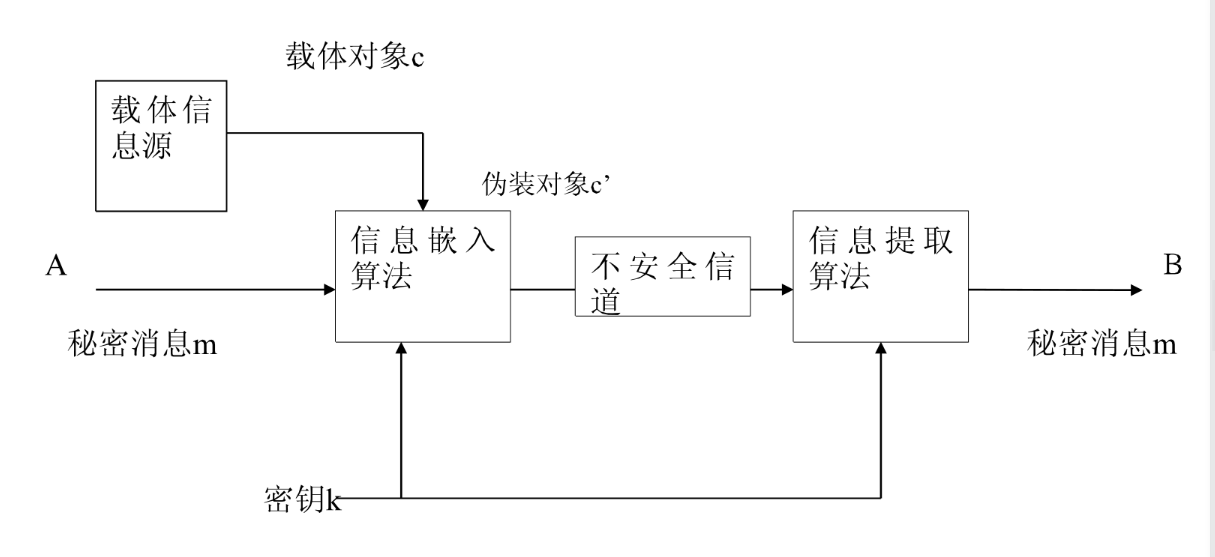 载体对象c
载体信
息源
伪装对象c’
信息嵌入
算法
不安全信
道
信息提取
算法
A
B
秘密消息m
秘密消息m
密钥k